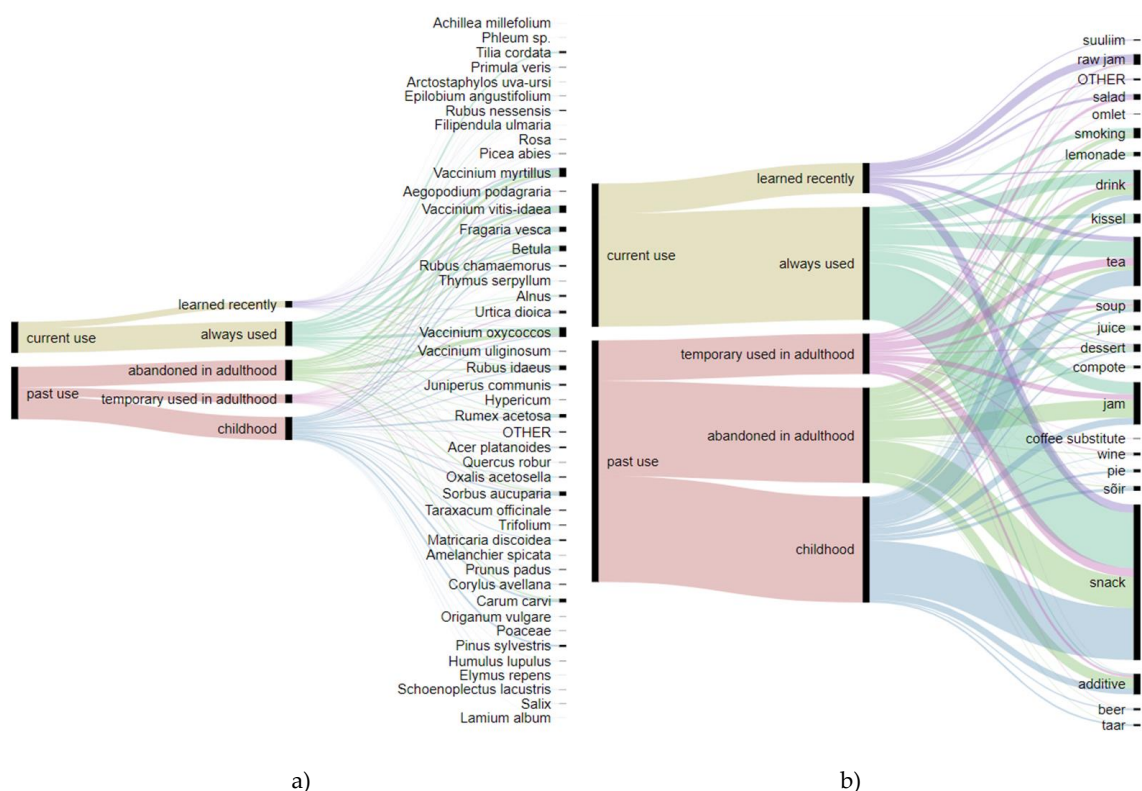 current use
past use
learned recently
always used
abandoned in adulthood
temporary used in adulthood
childhood
Achillea millefolium
Phleum sp.
Tilia cordata
Primula veris
Arctostaphylos uva-ursi
Epilobium angustifolium
Rubus nessensis
Filipendula ulmaria
Rosa
Picea abies
Vaccinium myrtillus
Aegopodium podagraria
Vaccinium vitis-idaea
Fragaria vesca
Betula
Rubus chamaemorus
Thymus serpyllum
Alnus
Urtica dioica
Vaccinium oxycoccos
Vaccinium uliginosum
Rubus idaeus
Juniperus communis
Hypericum
Rumex acetosa
OTHER
Acer platanoides
Quercus robur
Oxalis acetosella
Sorbus aucuparia
Taraxacum officinale
Trifolium
Matricaria discoidea
Amelanchier spicata
Prunus padus
Corylus avellana
Carum carvi
Origanum vulgare
Poaceae
Pinus sylvestris
Humulus lupulus
Elymus repens
Schoenoplectus lacustris
Salix
Lamium album
a)
current use
past use
learned recently
always used
temporary used in adulthood
abandoned in adulthood
childhood
suuliim
raw jam
OTHER
salad
omlet
smoking
lemonade
drink
kissel
tea
soup
juice
dessert
compote
jam
coffee substitute
wine
pie
sõir
snack
additive
beer
taar
b)